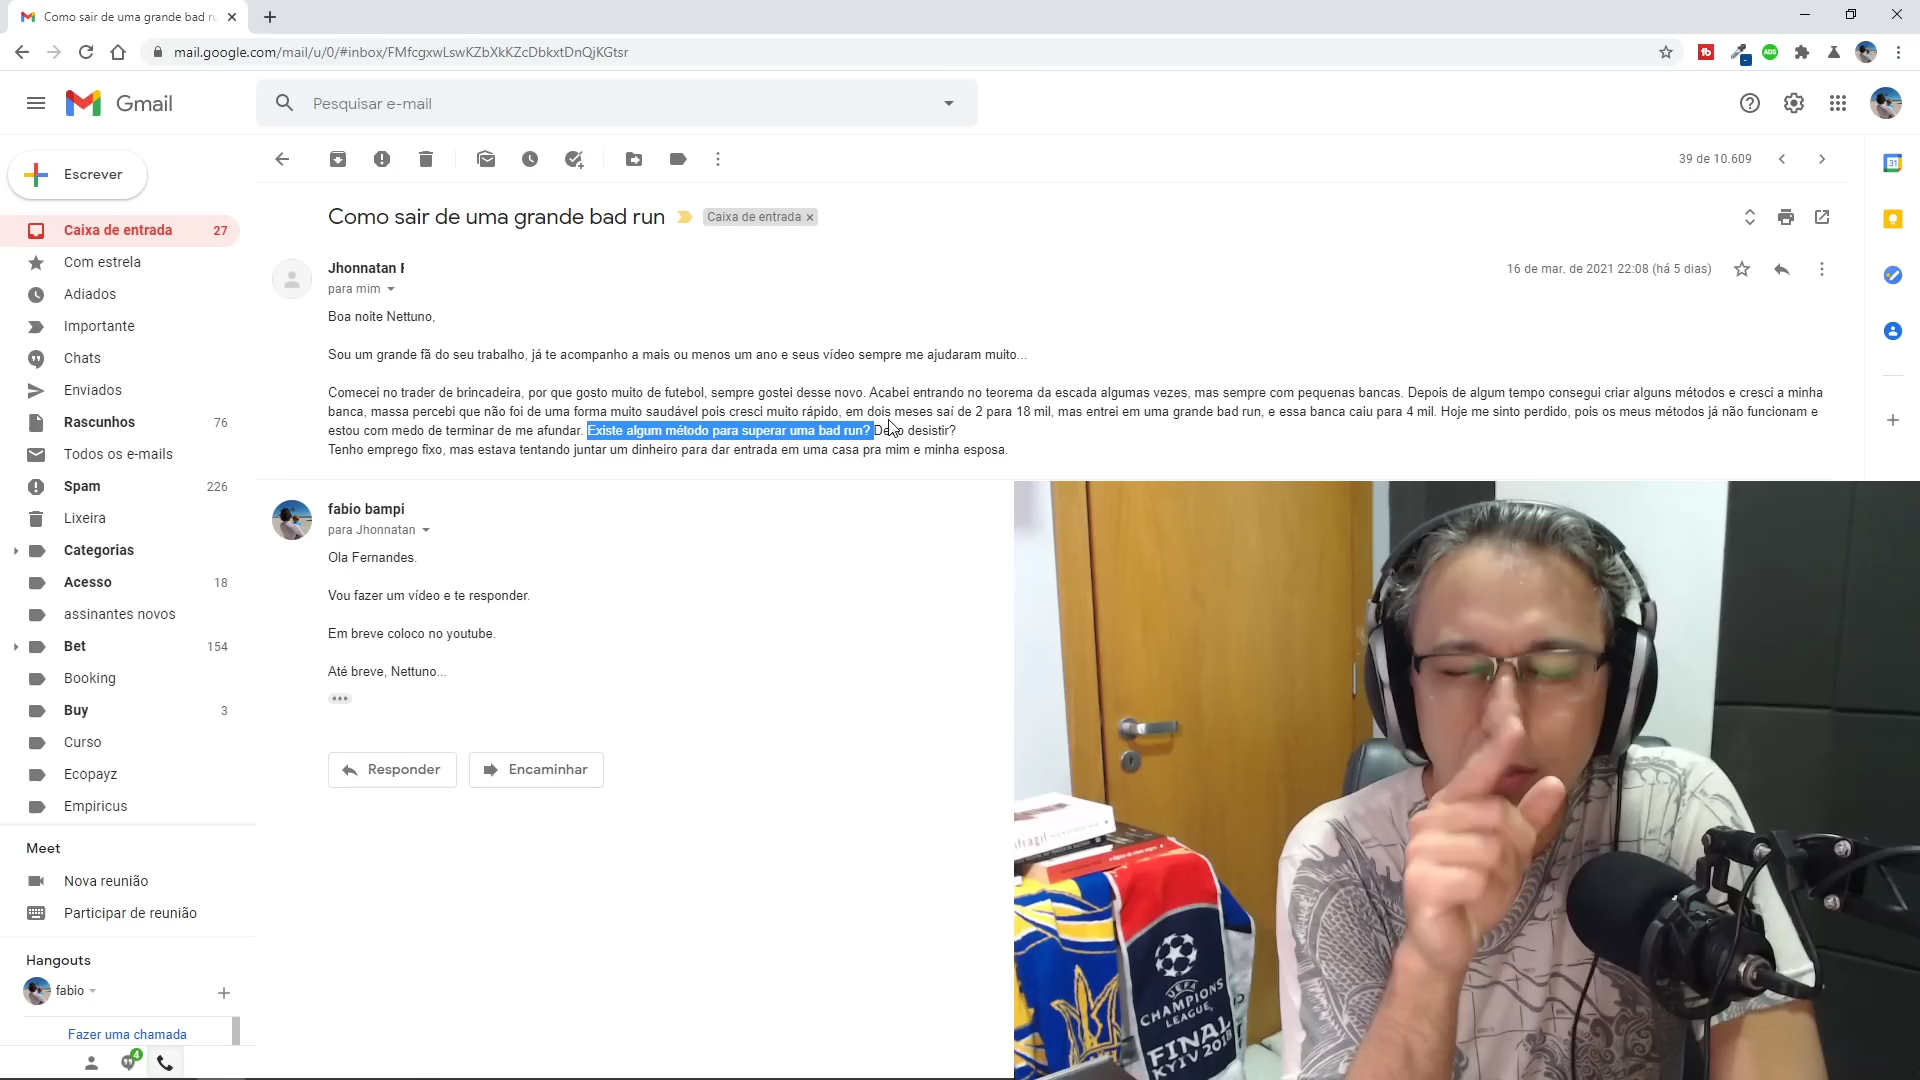 Como sair de uma grande bad ru
mail.google.com/mail/u/0/#inbox/FMfcgxwLswKZbXkKZcDbkxtDnQjKGtsr
Gmail
Pesquisar e-mail
Escrever
39 de 10.609
Caixa de entrada 27
Com estrela
Adiados
Importante
Chats
Enviados
Rascunhos 76
Todos os e-mails
Spam 226
Lixeira
Categorias
Acesso 18
assinantes novos
Bet 154
Booking
Buy 3
Curso
Ecopayz
Empiricus
Meet
Nova reunião
Participar de reunião
Hangouts
fabio
Fazer uma chamada
4
Como sair de uma grande bad run
Caixa de entrada
Jhonnatan F
16 de mar. de 2021 22:08 (há 5 dias)
para mim
Boa noite Nettuno,
Sou um grande fã do seu trabalho, já te acompanho a mais ou menos um ano e seus vídeo sempre me ajudaram muito...
Comecei no trader de brincadeira, por que gosto muito de futebol, sempre gostei desse novo. Acabei entrando no teorema da escada algumas vezes, mas sempre com pequenas bancas. Depois de algum tempo consegui criar alguns métodos e cresci a minha
banca, massa percebi que não foi de uma forma muito saudável pois cresci muito rápido, em dois meses saí de 2 para 18 mil, mas entrei em uma grande bad run, e essa banca caiu para 4 mil. Hoje me sinto perdido, pois os meus métodos já não funcionam e
estou com medo de terminar de me afundar. Existe algum método para superar uma bad run? De o desistir?
Tenho emprego fixo, mas estava tentando juntar um dinheiro para dar entrada em uma casa pra mim e minha esposa.
fabio bampi
para Jhonnatan
Ola Fernandes.
Vou fazer um vídeo e te responder.
Em breve coloco no youtube.
Até breve, Nettuno...
Responder
Encaminhar
31
ADS
UEFA
CHAMPIONS
LEAGUE
FINAL
KYIV 2018